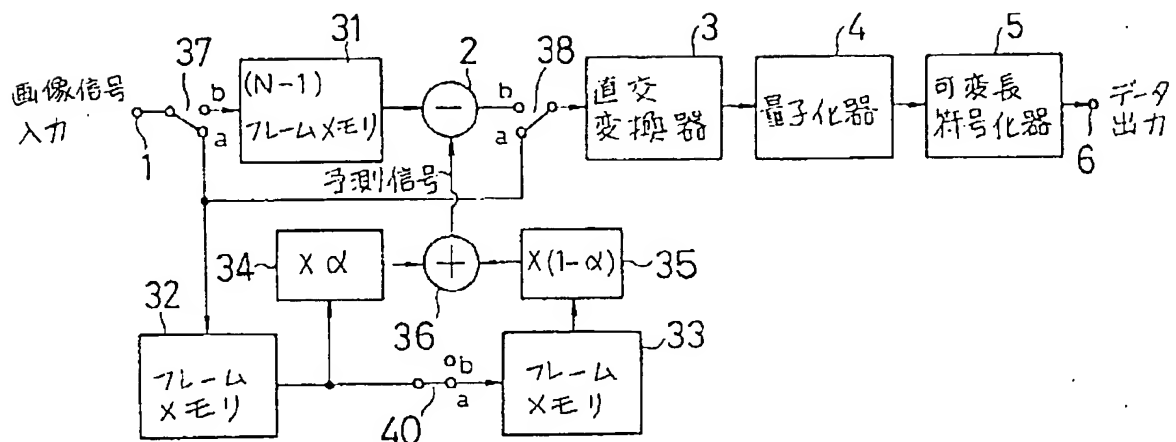 31
37
b
a
(N-1)
フレームメモリ
画像信号
入力
1
2
b
a
38
3
直交
変換器
4
量子化器
5
可変長
符号化器
データ
出力
6
予測信号
34
× α
+
36
×(1-α)
35
32
フレーム
メモリ
b
a
40
33
フレーム
メモリ